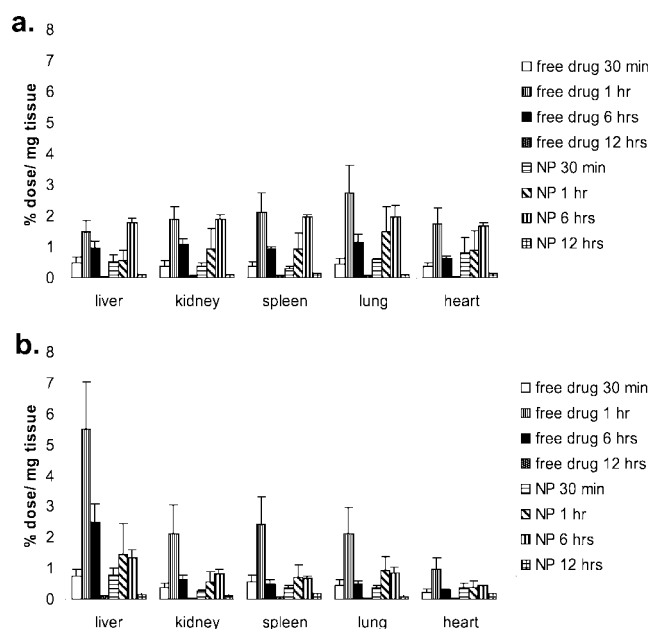 a.
8
7
6
5
4
3
2
1
0
% dose/ mg tissue
liver kidney spleen lung heart
free drug 30 min
free drug 1 hr
free drug 6 hrs
free drug 12 hrs
NP 30 min
NP 1 hr
NP 6 hrs
NP 12 hrs
b.
8
7
6
5
4
3
2
1
0
% dose/ mg tissue
liver kidney spleen lung heart
free drug 30 min
free drug 1 hr
free drug 6 hrs
free drug 12 hrs
NP 30 min
NP 1 hr
NP 6 hrs
NP 12 hrs